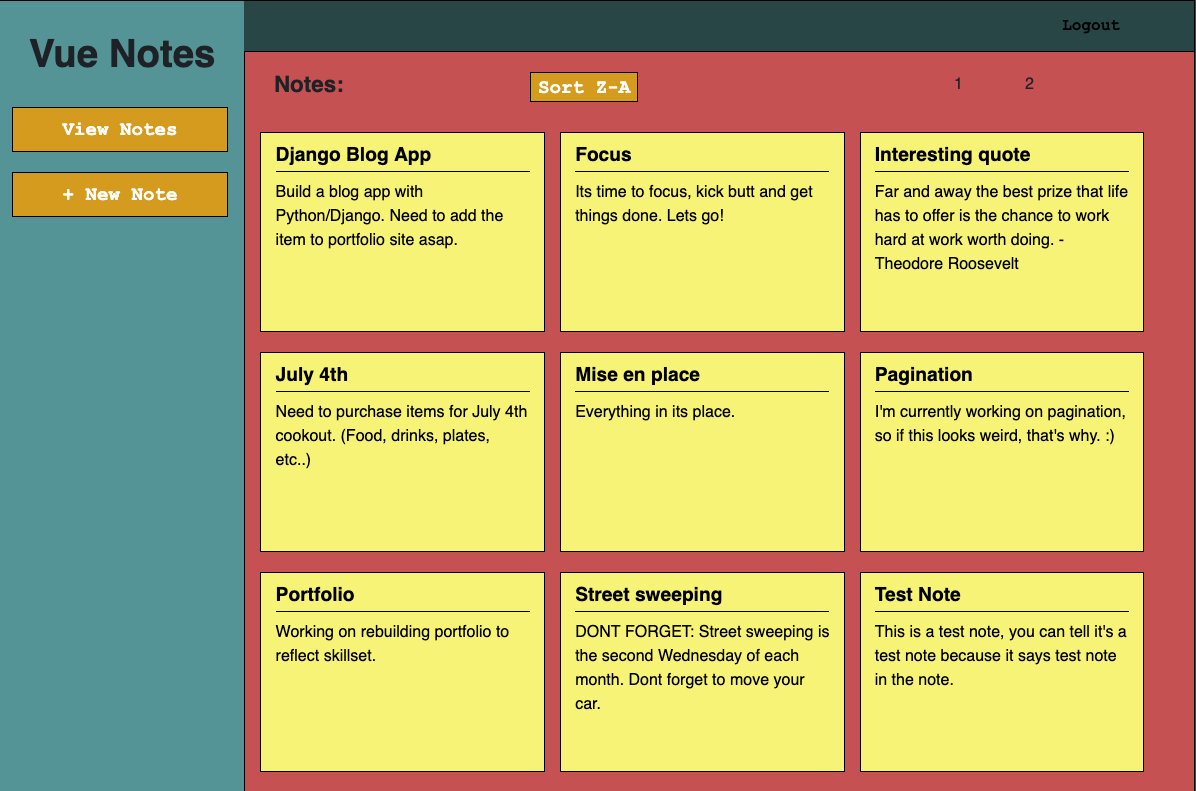 Vue Notes
View Notes
+ New Note
Logout
Notes:
Sort Z-A
1
2
Django Blog App
Build a blog app with
Python/Django. Need to add the
item to portfolio site asap.
Focus
Its time to focus, kick butt and get
things done. Lets go!
Interesting quote
Far and away the best prize that life
has to offer is the chance to work
hard at work worth doing. -
Theodore Roosevelt
July 4th
Need to purchase items for July 4th
cookout. (Food, drinks, plates,
etc..)
Mise en place
Everything in its place.
Pagination
I'm currently working on pagination,
so if this looks weird, that's why. :)
Portfolio
Working on rebuilding portfolio to
reflect skillset.
Street sweeping
DONT FORGET: Street sweeping is
the second Wednesday of each
month. Dont forget to move your
car.
Test Note
This is a test note, you can tell it's a
test note because it says test note
in the note.